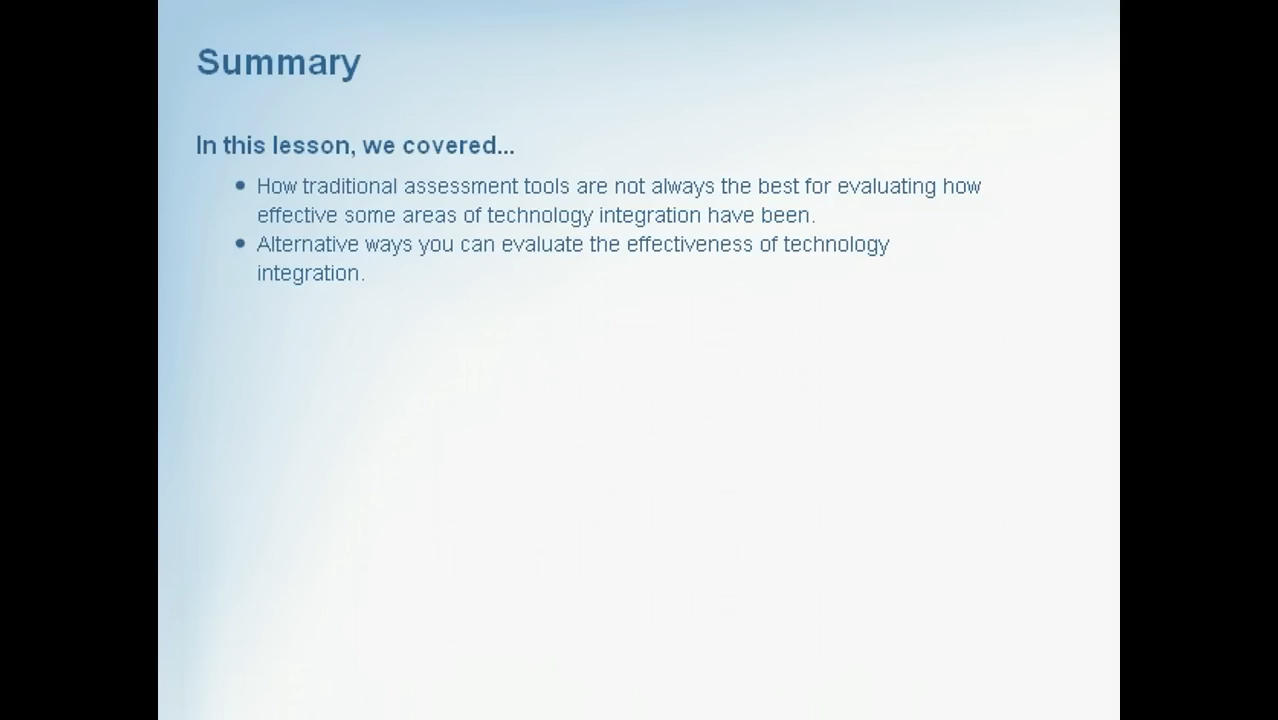 Summary
In this lesson, we covered...
• How traditional assessment tools are not always the best for evaluating how
effective some areas of technology integration have been.
• Alternative ways you can evaluate the effectiveness of technology
integration.